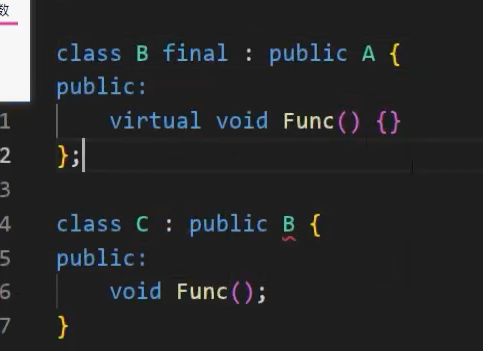 数
class B final : public A {
public:
1 virtual void Func() {}
2 };
3
4 class C : public B {
5 public:
6 void Func();
7 }